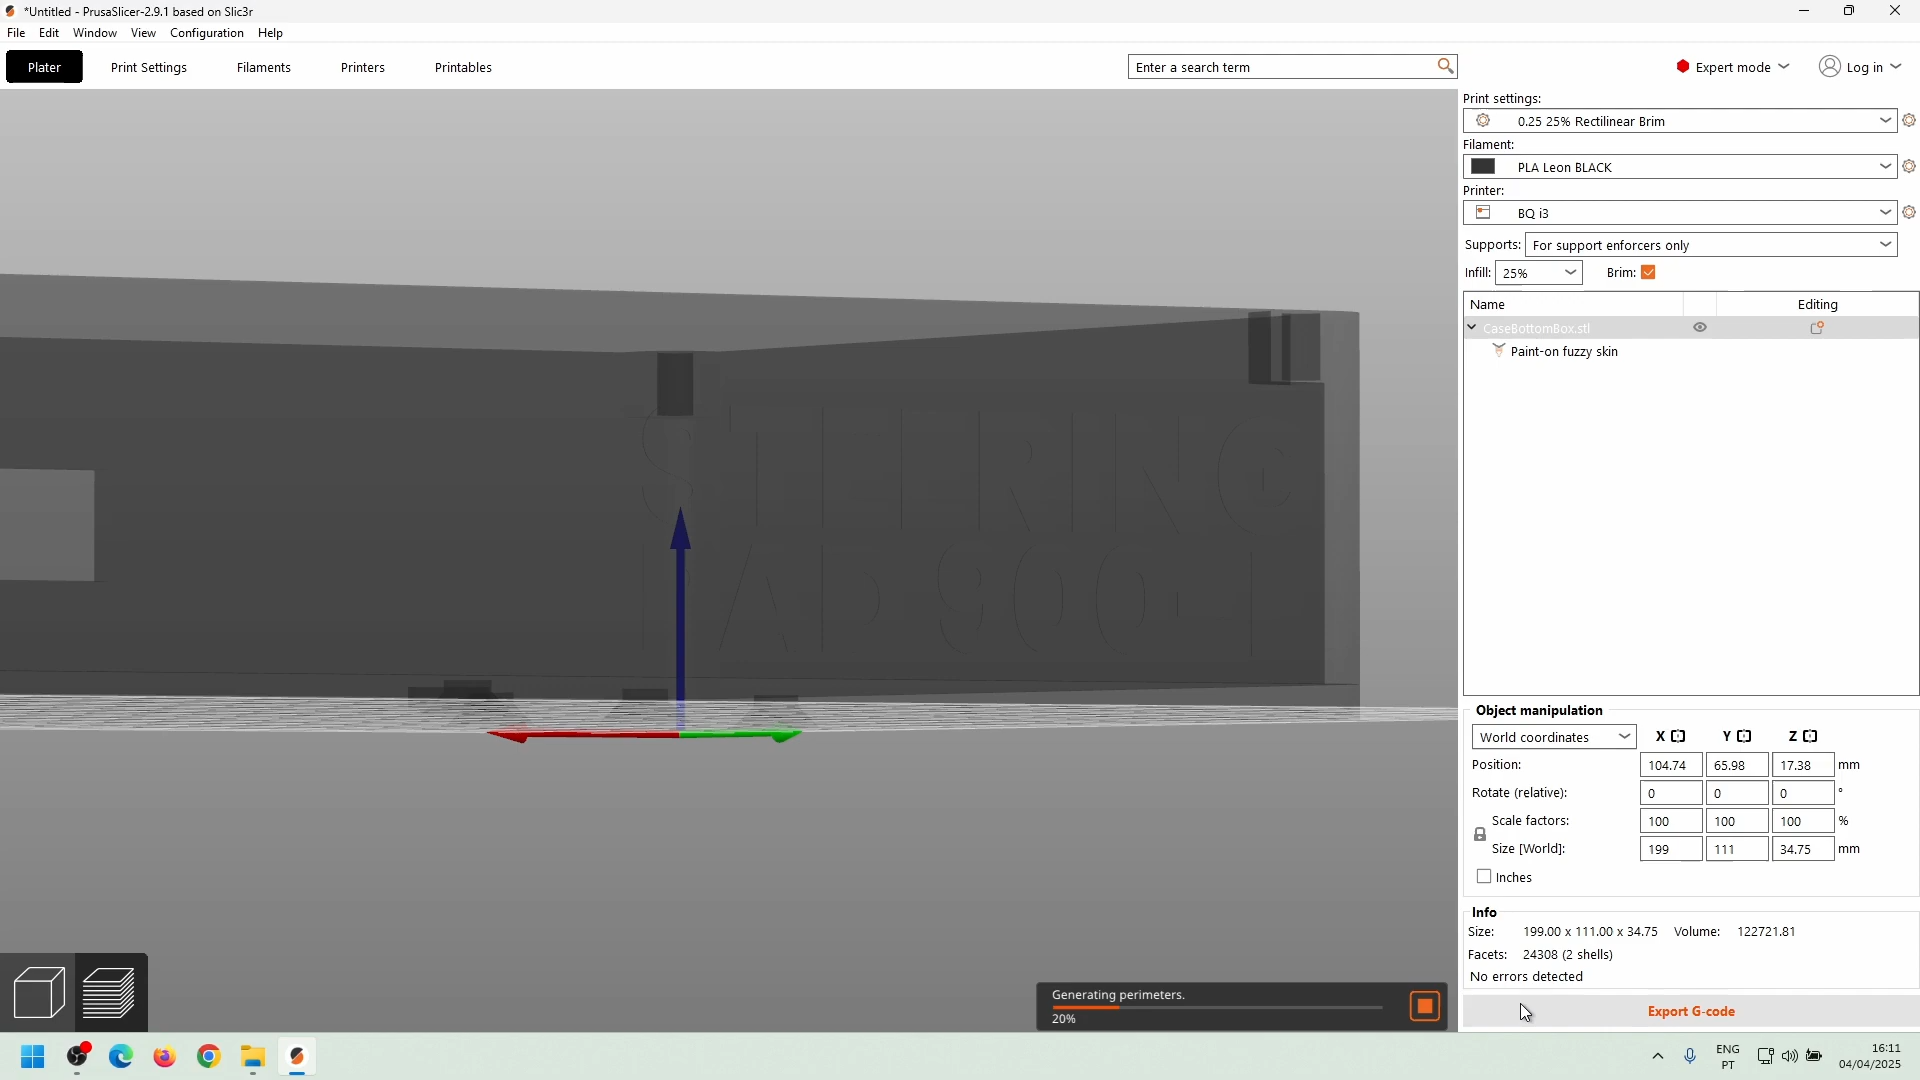 *Untitled - PrusaSlicer-2.9.1 based on Slic3r
File Edit Window View Configuration Help
Plater Print Settings Filaments Printers Printables
Enter a search term
Expert mode Log in
Print settings:
0.25 25% Rectilinear Brim
Filament:
PLA Leon BLACK
Printer:
BQ i3
Supports: For support enforcers only
Infill: 25% Brim:
Name Editing
CaseBottomBox.stl
Paint-on fuzzy skin
STEERING
PAD 9001
Object manipulation
World coordinates X Y Z
Position: 104.74 65.98 17.38 mm
Rotate (relative): 0 0 0 °
Scale factors: 100 100 100 %
Size [World]: 199 111 34.75 mm
Inches
Info
Size: 199.00 x 111.00 x 34.75 Volume: 122721.81
Facets: 24308 (2 shells)
No errors detected
Generating perimeters.
20%
Export G-code
ENG
PT
16:11
04/04/2025